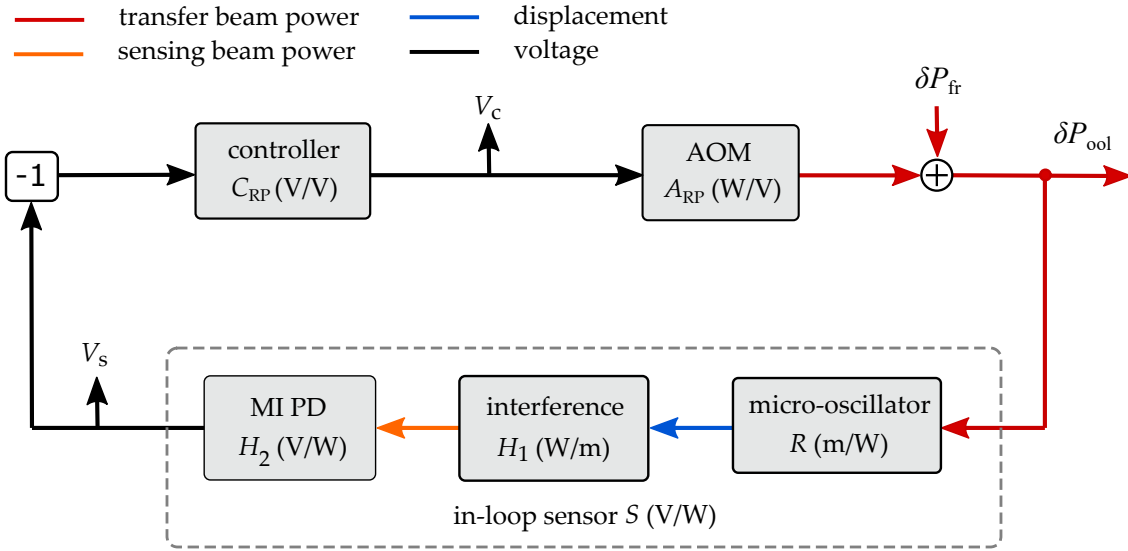 transfer beam power
sensing beam power
displacement
voltage
δP_fr
V_c
δP_ool
controller
C_RP (V/V)
AOM
A_RP (W/V)
-1
+
V_s
MI PD
H_2 (V/W)
interference
H_1 (W/m)
micro-oscillator
R (m/W)
in-loop sensor S (V/W)